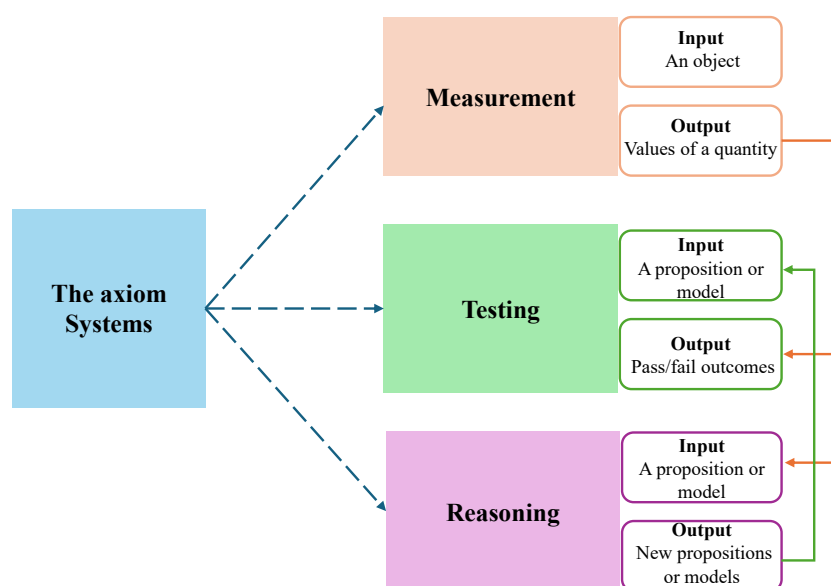 The axiom
Systems
Measurement
Input
An object
Output
Values of a quantity
Testing
Input
A proposition or
model
Output
Pass/fail outcomes
Reasoning
Input
A proposition or
model
Output
New propositions
or models